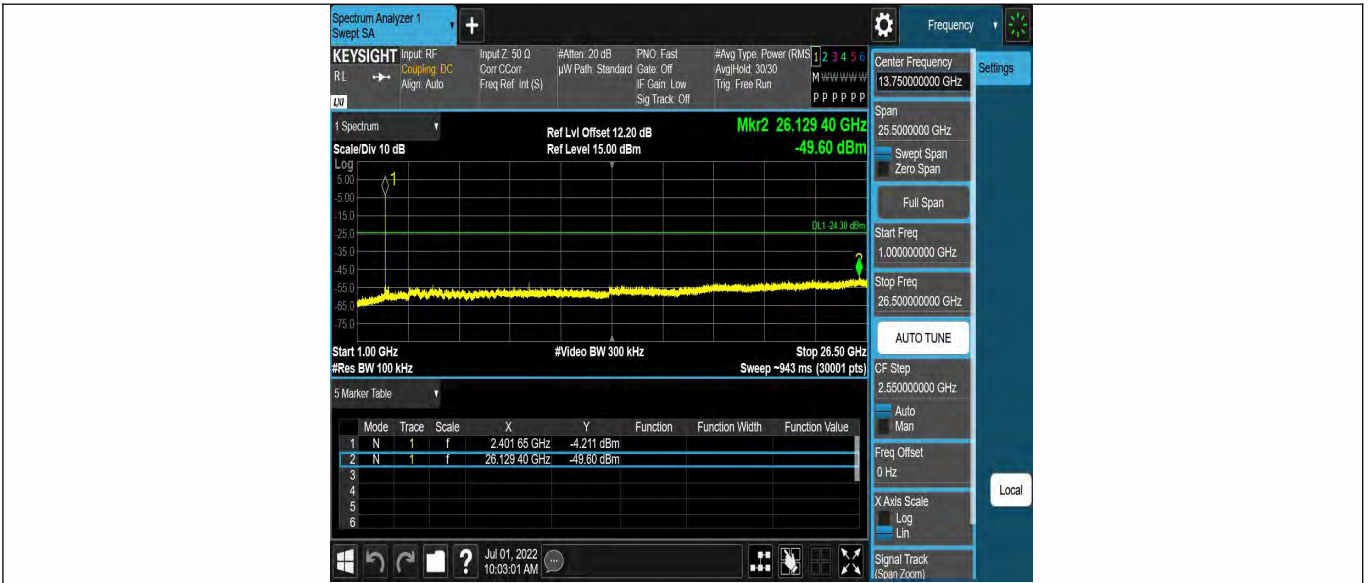 Spectrum Analyzer 1
Swept SA
+
Frequency
KEYSIGHT
RL
LXI
Input: RF
Coupling: DC
Align: Auto
Input Z: 50 Ω
Corr CCorr
Freq Ref: Int (S)
#Atten: 20 dB
µW Path: Standard
PNO: Fast
Gate: Off
IF Gain: Low
Sig Track: Off
#Avg Type: Power (RMS
Avg|Hold: 30/30
Trig: Free Run
1 2 3 4 5 6
M W W W W W
P P P P P P
1 Spectrum
Scale/Div 10 dB
Log
Ref Lvl Offset 12.20 dB
Ref Level 15.00 dBm
Mkr2 26.129 40 GHz
-49.60 dBm
5.00
-5.00
-15.0
-25.0
-35.0
-45.0
-55.0
-65.0
-75.0
1
DL1 -24.30 dBm
2
Start 1.00 GHz
#Res BW 100 kHz
#Video BW 300 kHz
Stop 26.50 GHz
Sweep ~943 ms (30001 pts)
5 Marker Table
Mode Trace Scale X Y Function Function Width Function Value
1 N 1 f 2.401 65 GHz -4.211 dBm
2 N 1 f 26.129 40 GHz -49.60 dBm
3
4
5
6
?
Jul 01, 2022
10:03:01 AM
Center Frequency
13.750000000 GHz
Settings
Span
25.5000000 GHz
Swept Span
Zero Span
Full Span
Start Freq
1.000000000 GHz
Stop Freq
26.500000000 GHz
AUTO TUNE
CF Step
2.550000000 GHz
Auto
Man
Freq Offset
0 Hz
X Axis Scale
Log
Lin
Signal Track
(Span Zoom)
Local